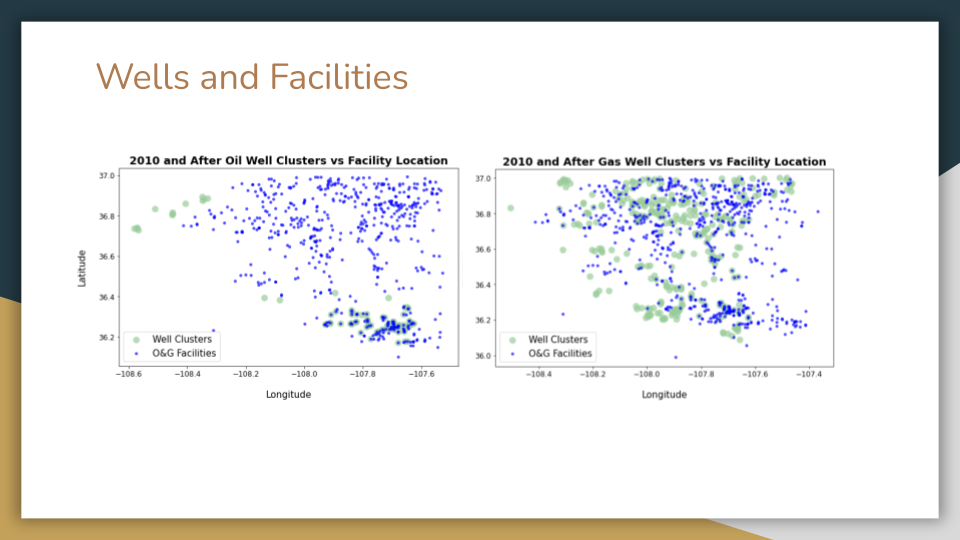 Wells and Facilities
2010 and After Oil Well Clusters vs Facility Location
37.0
36.8
36.6
36.4
36.2
Latitude
Well Clusters
O&G Facilities
−108.6 −108.4 −108.2 −108.0 −107.8 −107.6
Longitude
2010 and After Gas Well Clusters vs Facility Location
37.0
36.8
36.6
36.4
36.2
36.0
Well Clusters
O&G Facilities
−108.4 −108.2 −108.0 −107.8 −107.6 −107.4
Longitude